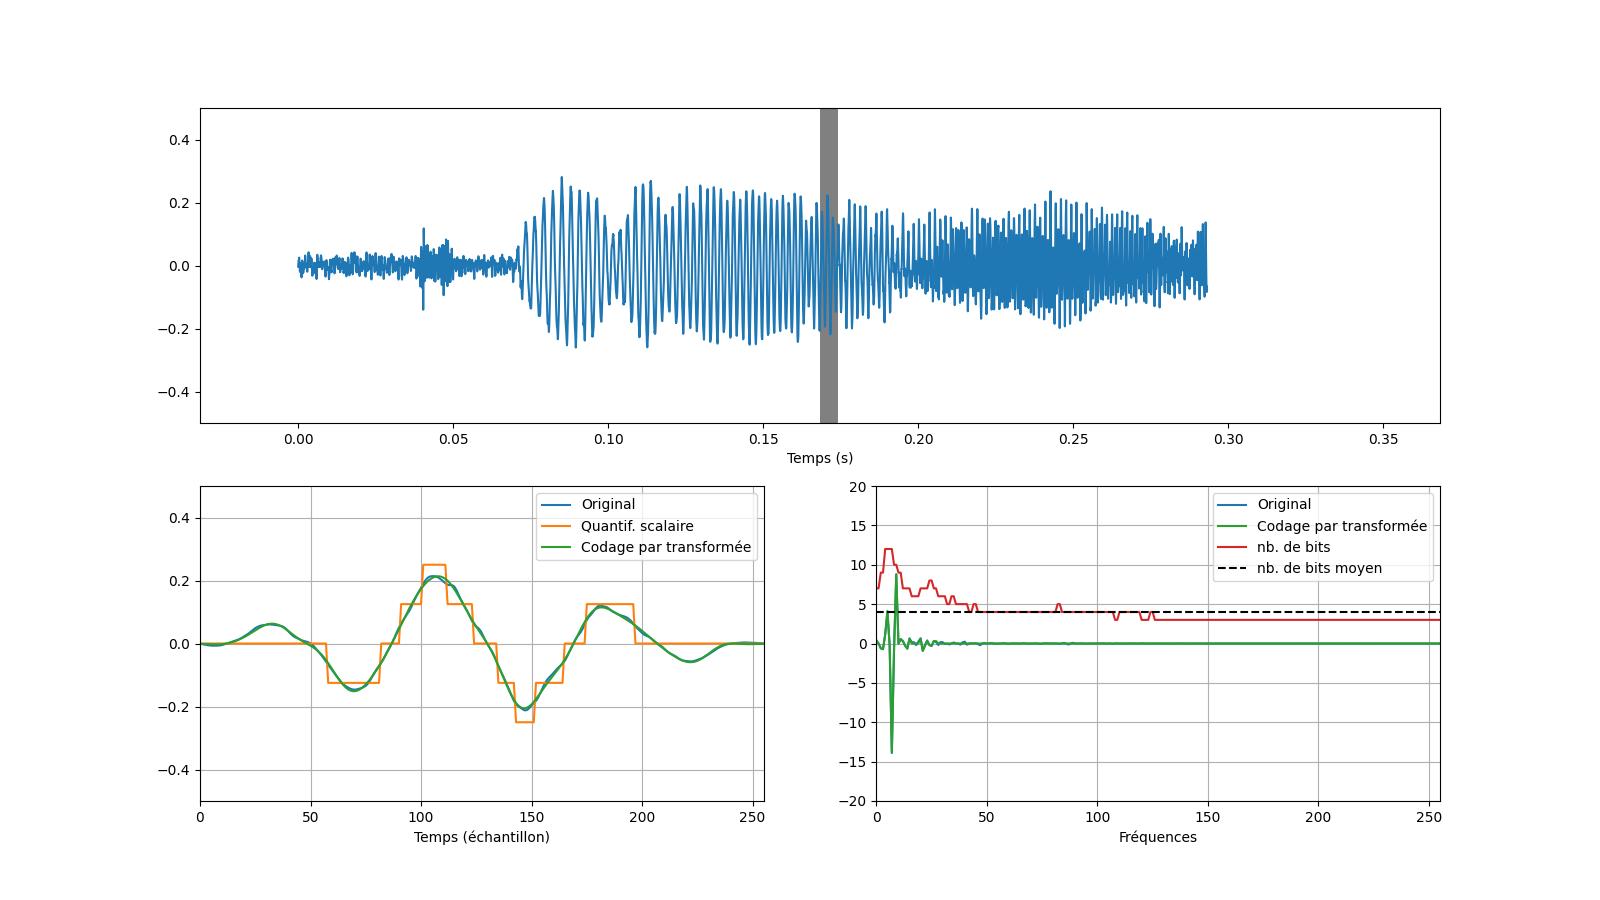 0.4
0.2
0.0
−0.2
−0.4
0.00 0.05 0.10 0.15 0.20 0.25 0.30 0.35
Temps (s)
0.4
0.2
0.0
−0.2
−0.4
Original
Quantif. scalaire
Codage par transformée
0 50 100 150 200 250
Temps (échantillon)
20
15
10
5
0
−5
−10
−15
−20
Original
Codage par transformée
nb. de bits
nb. de bits moyen
0 50 100 150 200 250
Fréquences